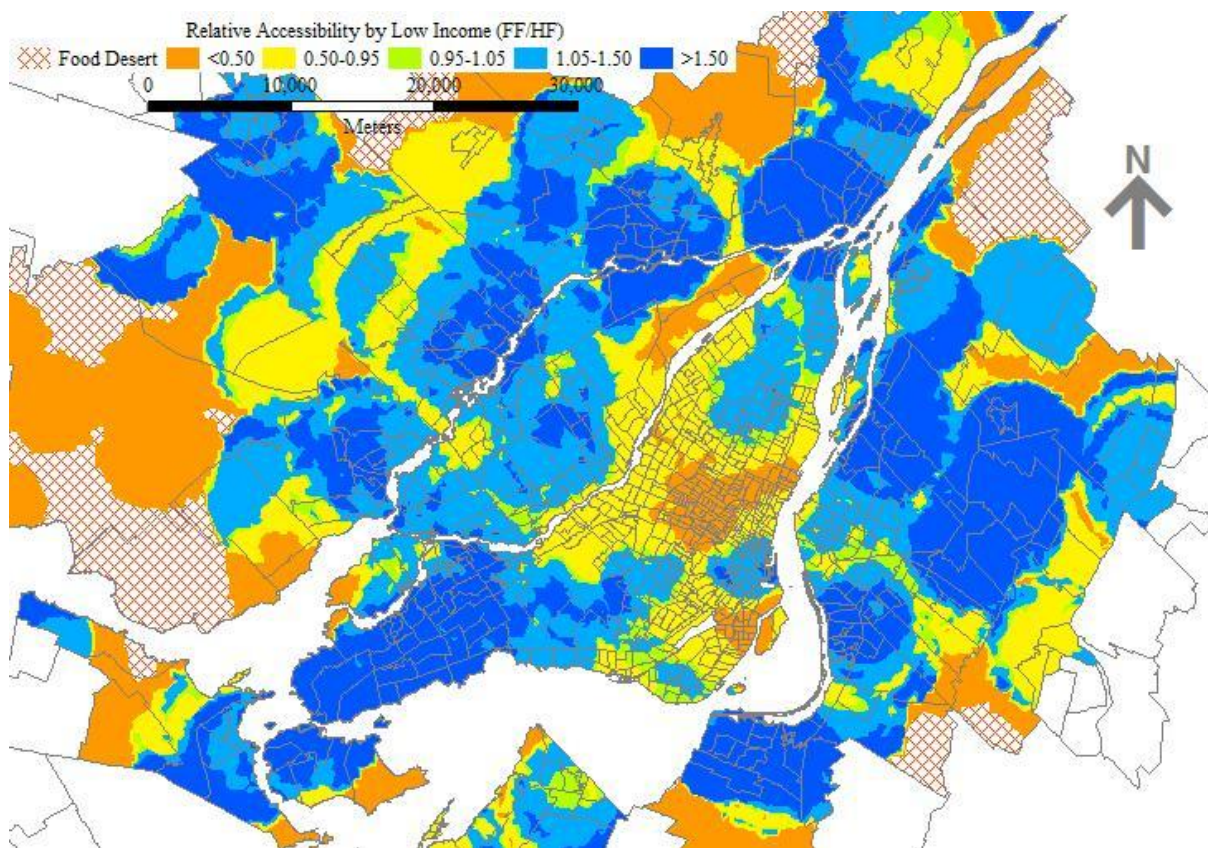 Relative Accessibility by Low Income (FF/HF)
Food Desert <0.50 0.50-0.95 0.95-1.05 1.05-1.50 >1.50
0 10,000 20,000 30,000
Meters
N